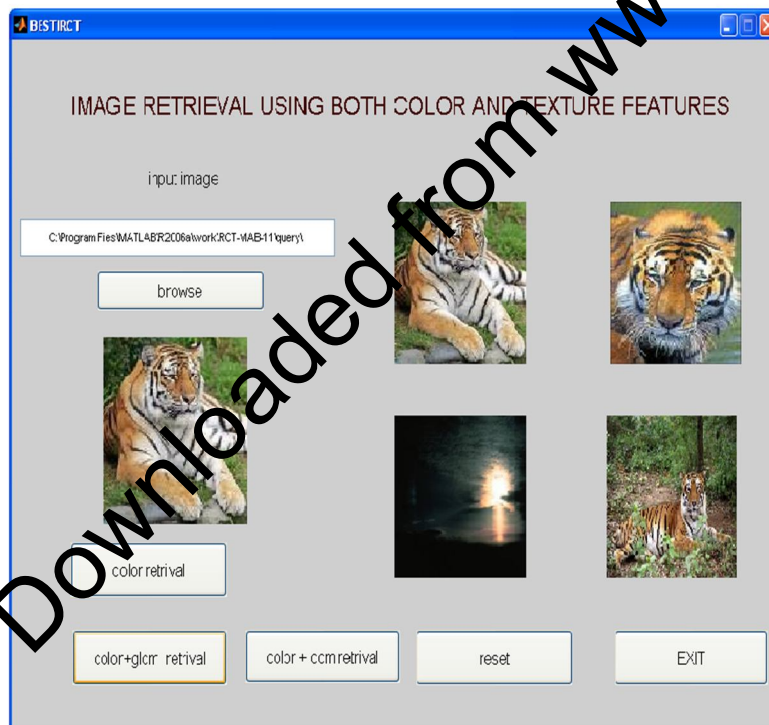 BESTIRCT
IMAGE RETRIEVAL USING BOTH COLOR AND TEXTURE FEATURES
input image
C:\Program Files\MATLAB\R2006a\work\RCT-MAB-11\query\
browse
color retrival
color+glcm retrival
color + ccm retrival
reset
EXIT
Downloaded from ww